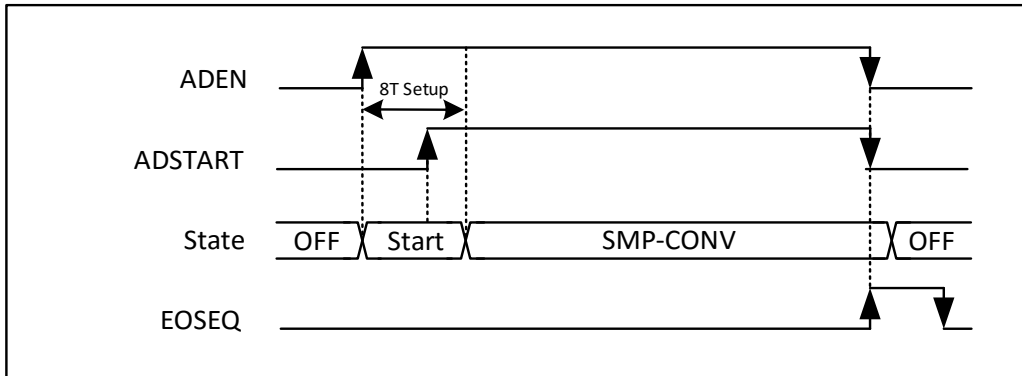 ADEN
8T Setup
ADSTART
State OFF Start SMP-CONV OFF
EOSEQ